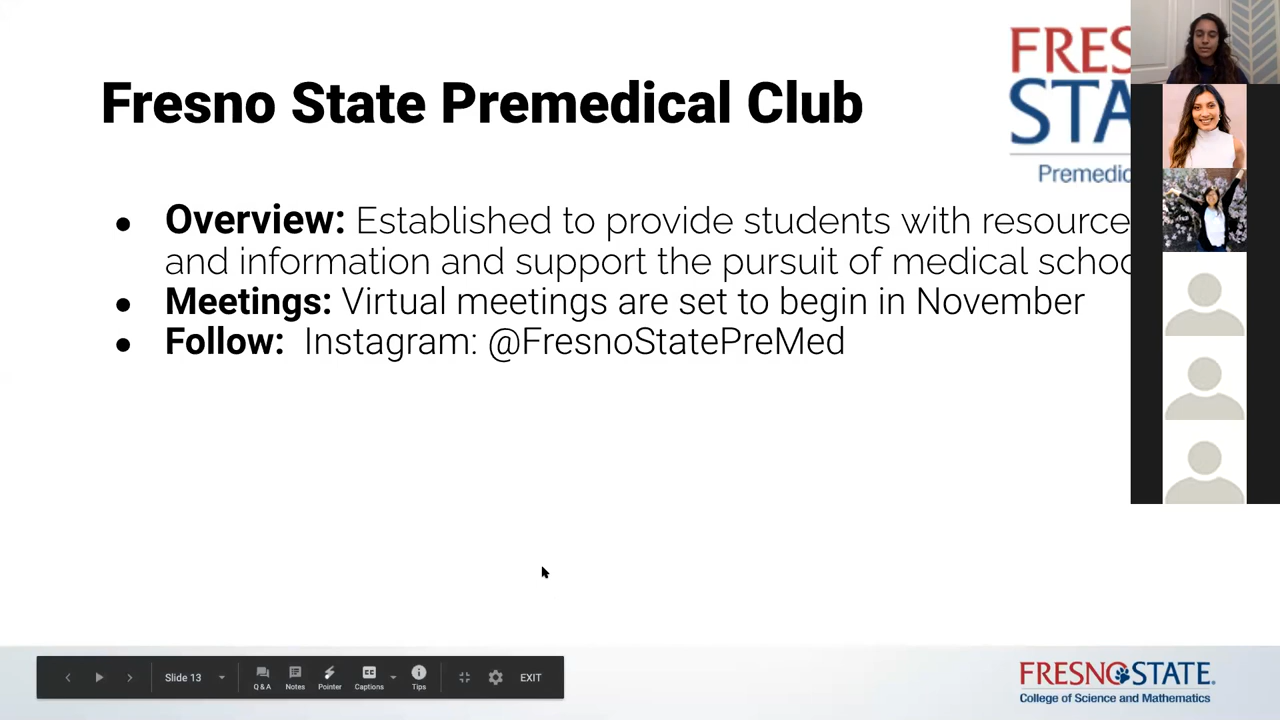 FRES
STA
Premedic
Fresno State Premedical Club
Overview: Established to provide students with resource
and information and support the pursuit of medical schoo
Meetings: Virtual meetings are set to begin in November
Follow: Instagram: @FresnoStatePreMed
Slide 13
Q & A
Notes
Pointer
CC
Captions
Tips
EXIT
FRESNO STATE.
College of Science and Mathematics